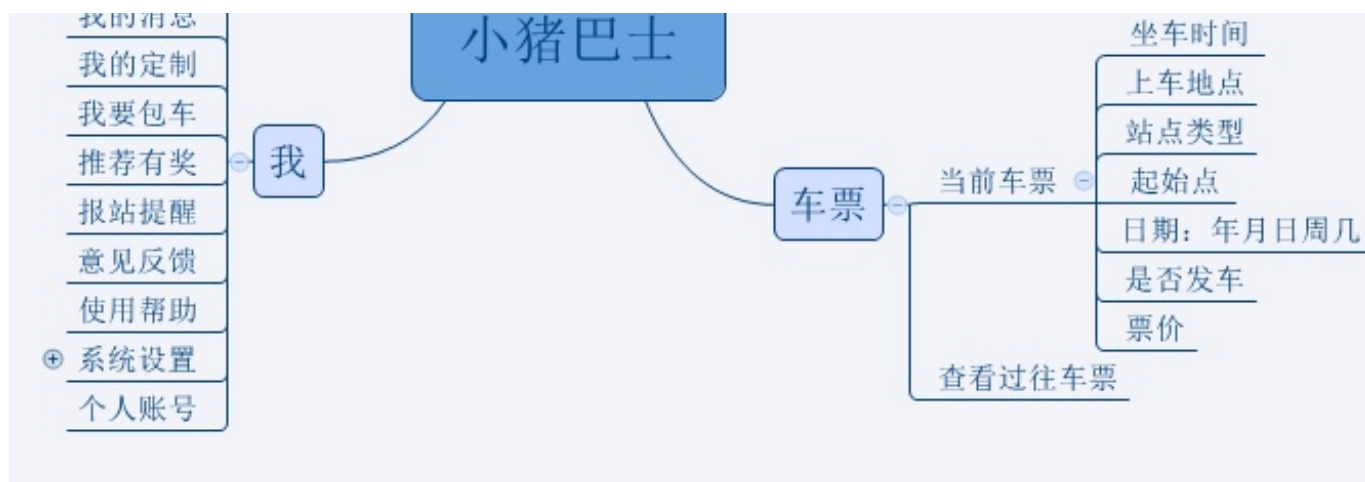 小猪巴士
我的消息
我的定制
我要包车
推荐有奖
报站提醒
意见反馈
使用帮助
系统设置
个人账号
我
车票
当前车票
坐车时间
上车地点
站点类型
起始点
日期：年月日周几
是否发车
票价
查看过往车票